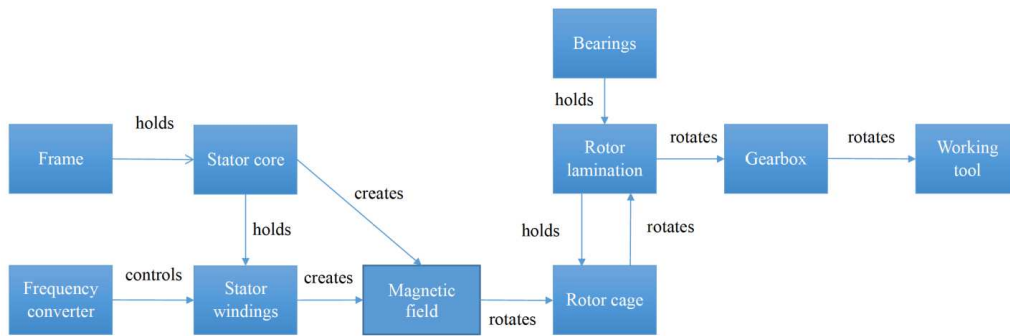 Bearings
holds
holds
rotates
rotates
Frame
Stator core
Rotor
lamination
Gearbox
Working
tool
creates
holds
holds
rotates
controls
creates
Frequency
converter
Stator
windings
Magnetic
field
rotates
Rotor cage